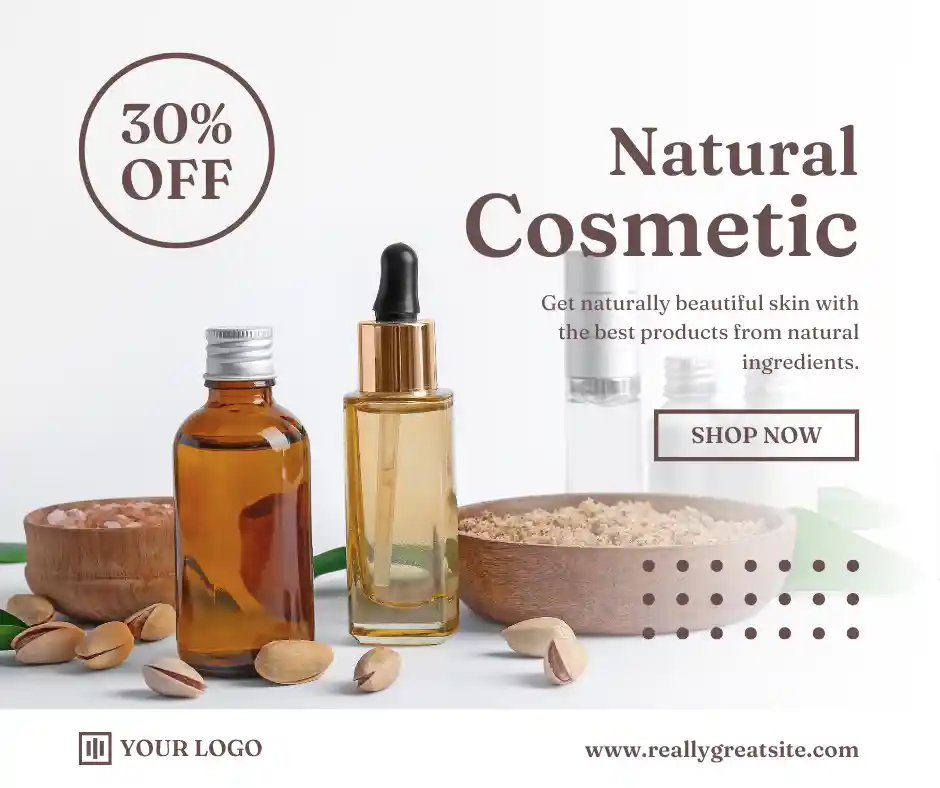 30%
OFF
Natural
Cosmetic
Get naturally beautiful skin with
the best products from natural
ingredients.
SHOP NOW
YOUR LOGO
www.reallygreatsite.com